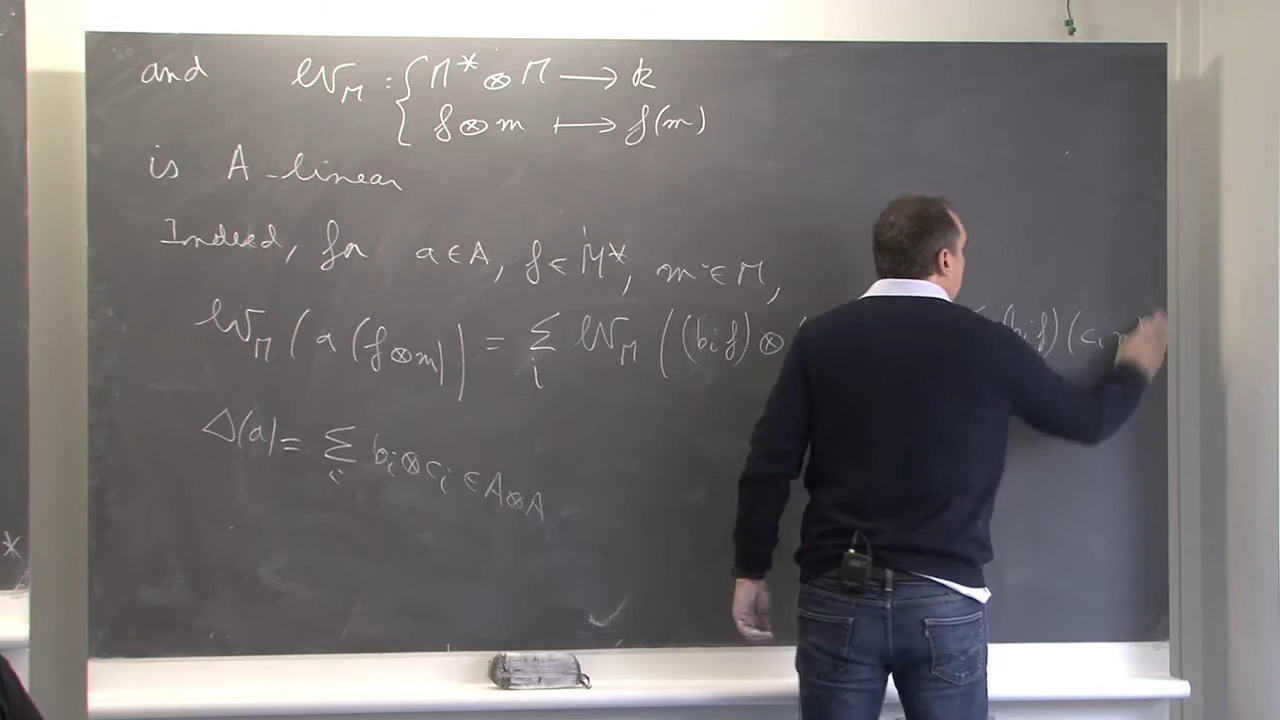 and ev_M : { M* ⊗ M ⟶ k
f ⊗ m ⟼ f(m)
is A-linear
Indeed, for a ∈ A, f ∈ M*, m ∈ M,
ev_M (a (f ⊗ m)) = Σ_i ev_M ((b_i f) ⊗ b_i f)(c_i m
Δ(a) = Σ_i b_i ⊗ c_i ∈ A ⊗ A
*